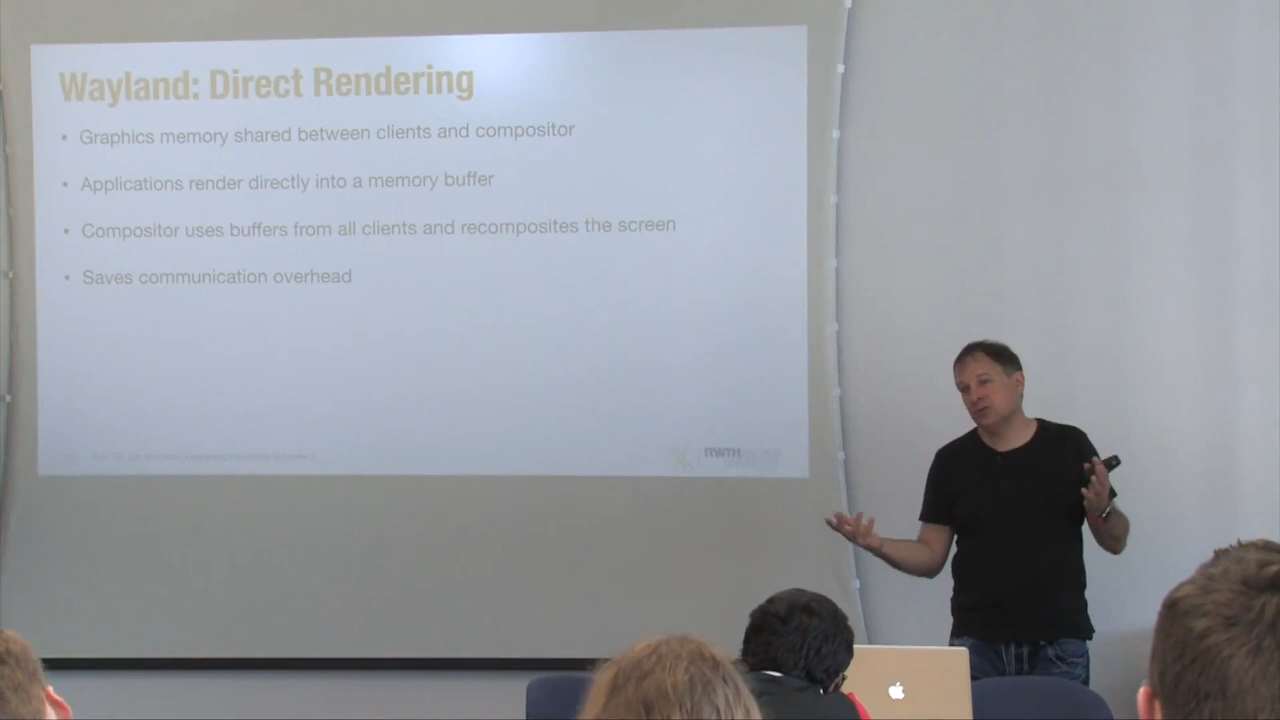 Wayland: Direct Rendering
▪ Graphics memory shared between clients and compositor
▪ Applications render directly into a memory buffer
▪ Compositor uses buffers from all clients and recomposites the screen
▪ Saves communication overhead
RWTH